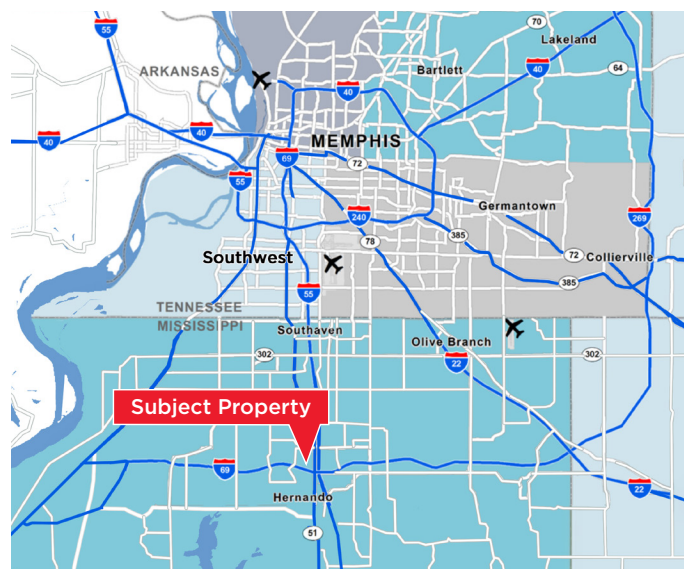 55
70
Lakeland
ARKANSAS
Bartlett
64
40
40
40
40
MEMPHIS
69
72
55
Germantown
240
269
385
78
Southwest
72
Collierville
385
55
TENNESSEE
MISSISSIPPI
Southaven
Olive Branch
302
302
22
Subject Property
69
Hernando
22
51